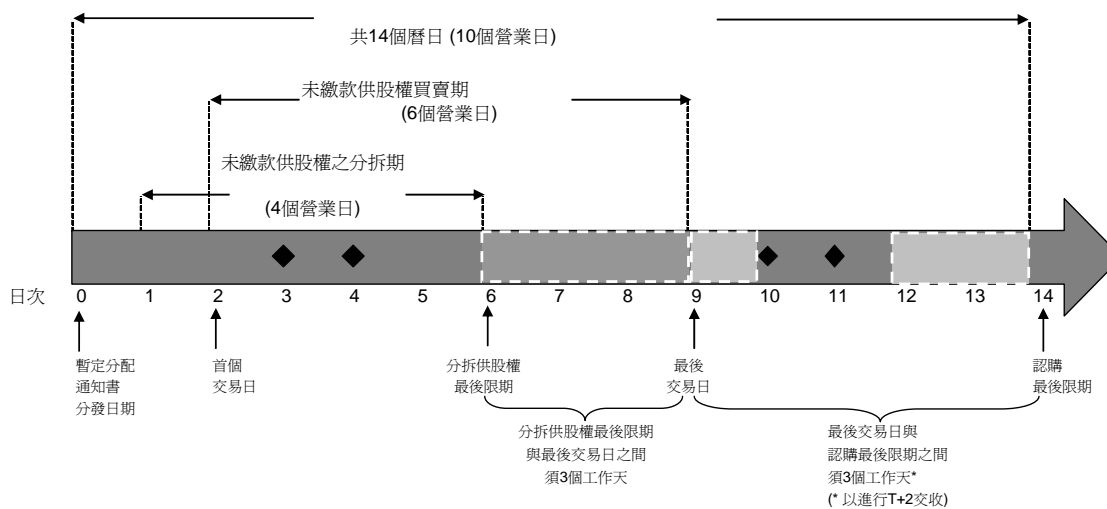 共14個曆日 (10個營業日)
未繳款供股權買賣期
(6個營業日)
未繳款供股權之分拆期
(4個營業日)
日次 0 1 2 3 4 5 6 7 8 9 10 11 12 13 14
暫定分配
通知書
分發日期
首個
交易日
分拆供股權
最後限期
最後
交易日
認購
最後限期
分拆供股權最後限期
與最後交易日之間
須3個工作天
最後交易日與
認購最後限期之間
須3個工作天*
(* 以進行T+2交收)